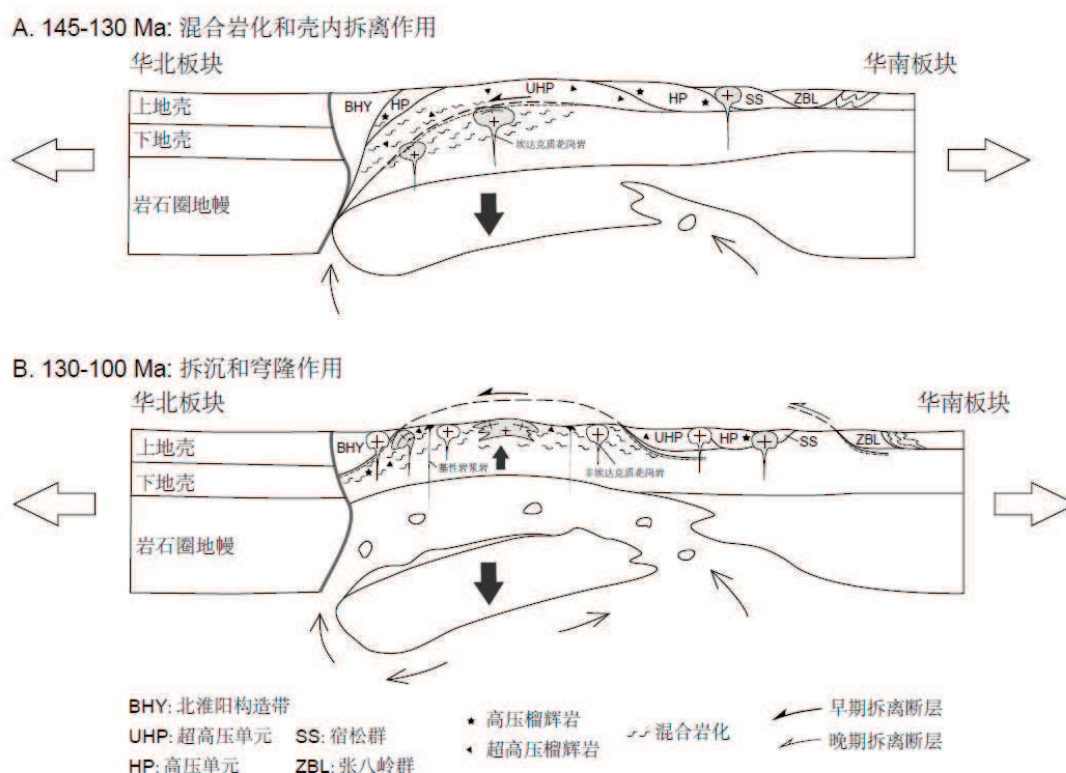 A. 145-130 Ma: 混合岩化和壳内拆离作用
华北板块 华南板块
上地壳 BHY HP UHP HP SS ZBL
下地壳
埃达克质花岗岩
岩石圈地幔
B. 130-100 Ma: 拆沉和穹隆作用
华北板块 华南板块
上地壳 BHY UHP HP SS ZBL
下地壳 基性岩浆岩 非埃达克质花岗岩
岩石圈地幔
BHY: 北淮阳构造带
UHP: 超高压单元 SS: 宿松群
HP: 高压单元 ZBL: 张八岭群
高压榴辉岩
超高压榴辉岩
混合岩化
早期拆离断层
晚期拆离断层